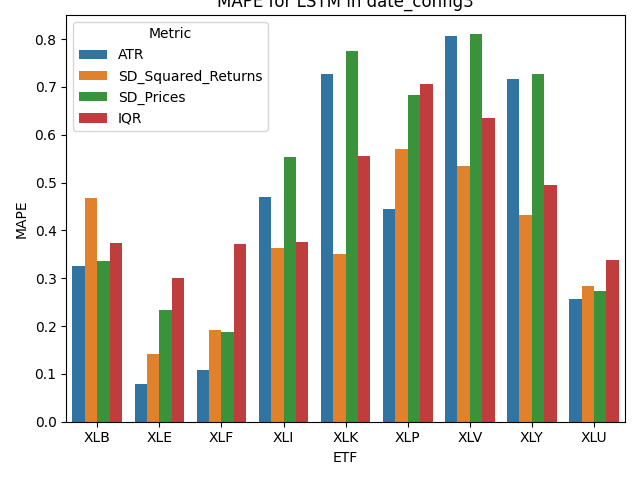 MAPE for LSTM in date_config3
Metric
ATR
SD_Squared_Returns
SD_Prices
IQR
MAPE
0.8
0.7
0.6
0.5
0.4
0.3
0.2
0.1
0.0
XLB XLE XLF XLI XLK XLP XLV XLY XLU
ETF